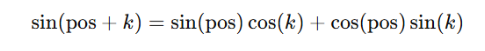 sin(pos + k) = sin(pos) cos(k) + cos(pos) sin(k)